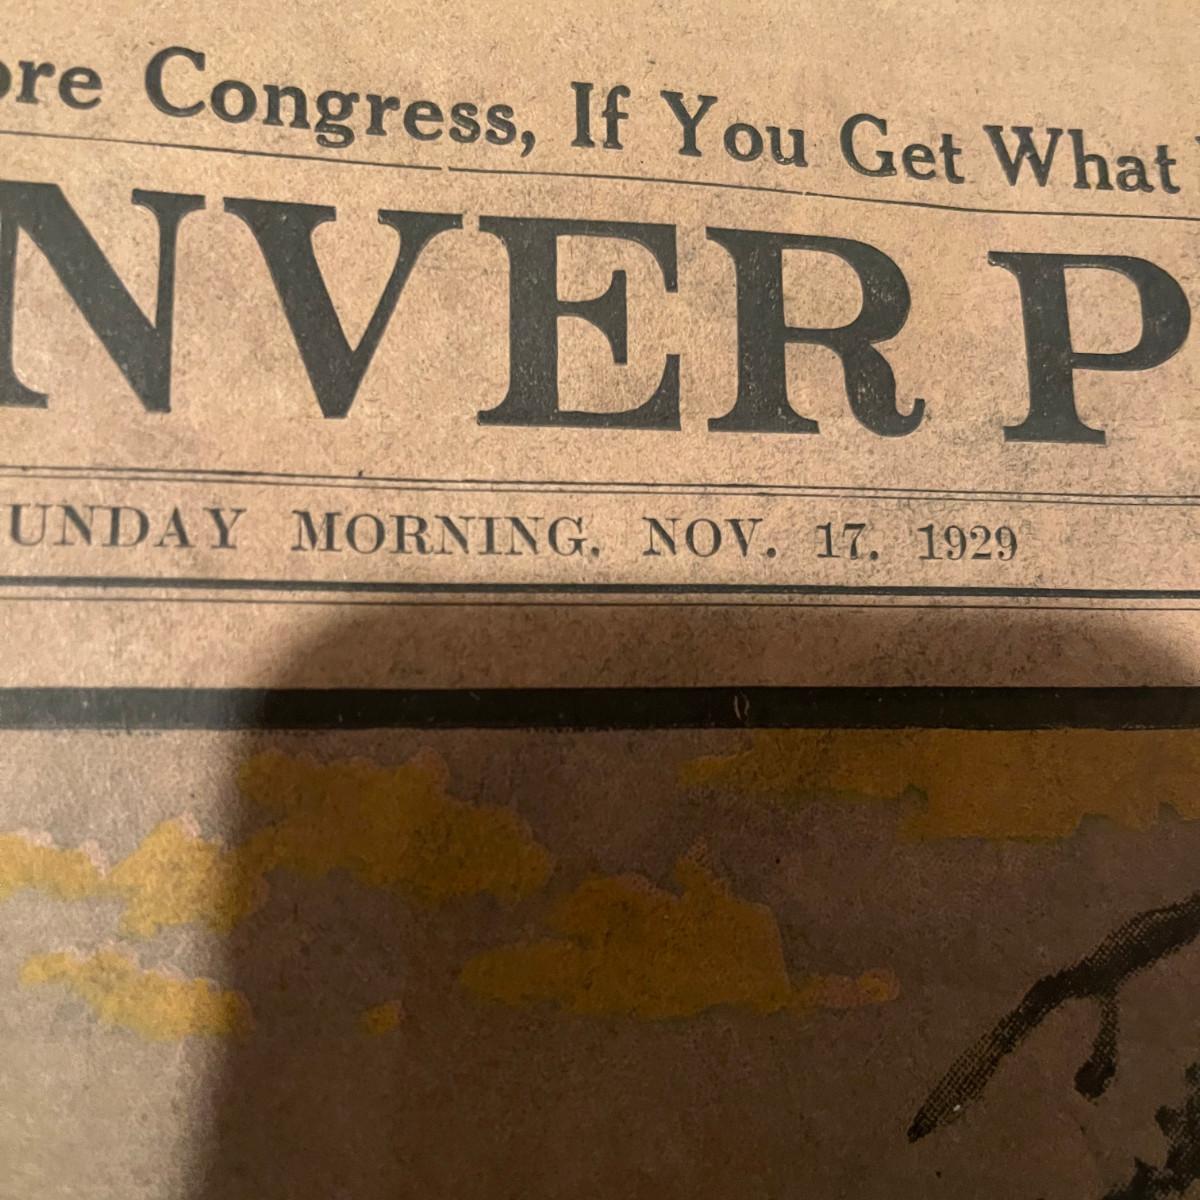 ore Congress, If You Get What
NVER P
UNDAY MORNING, NOV. 17, 1929